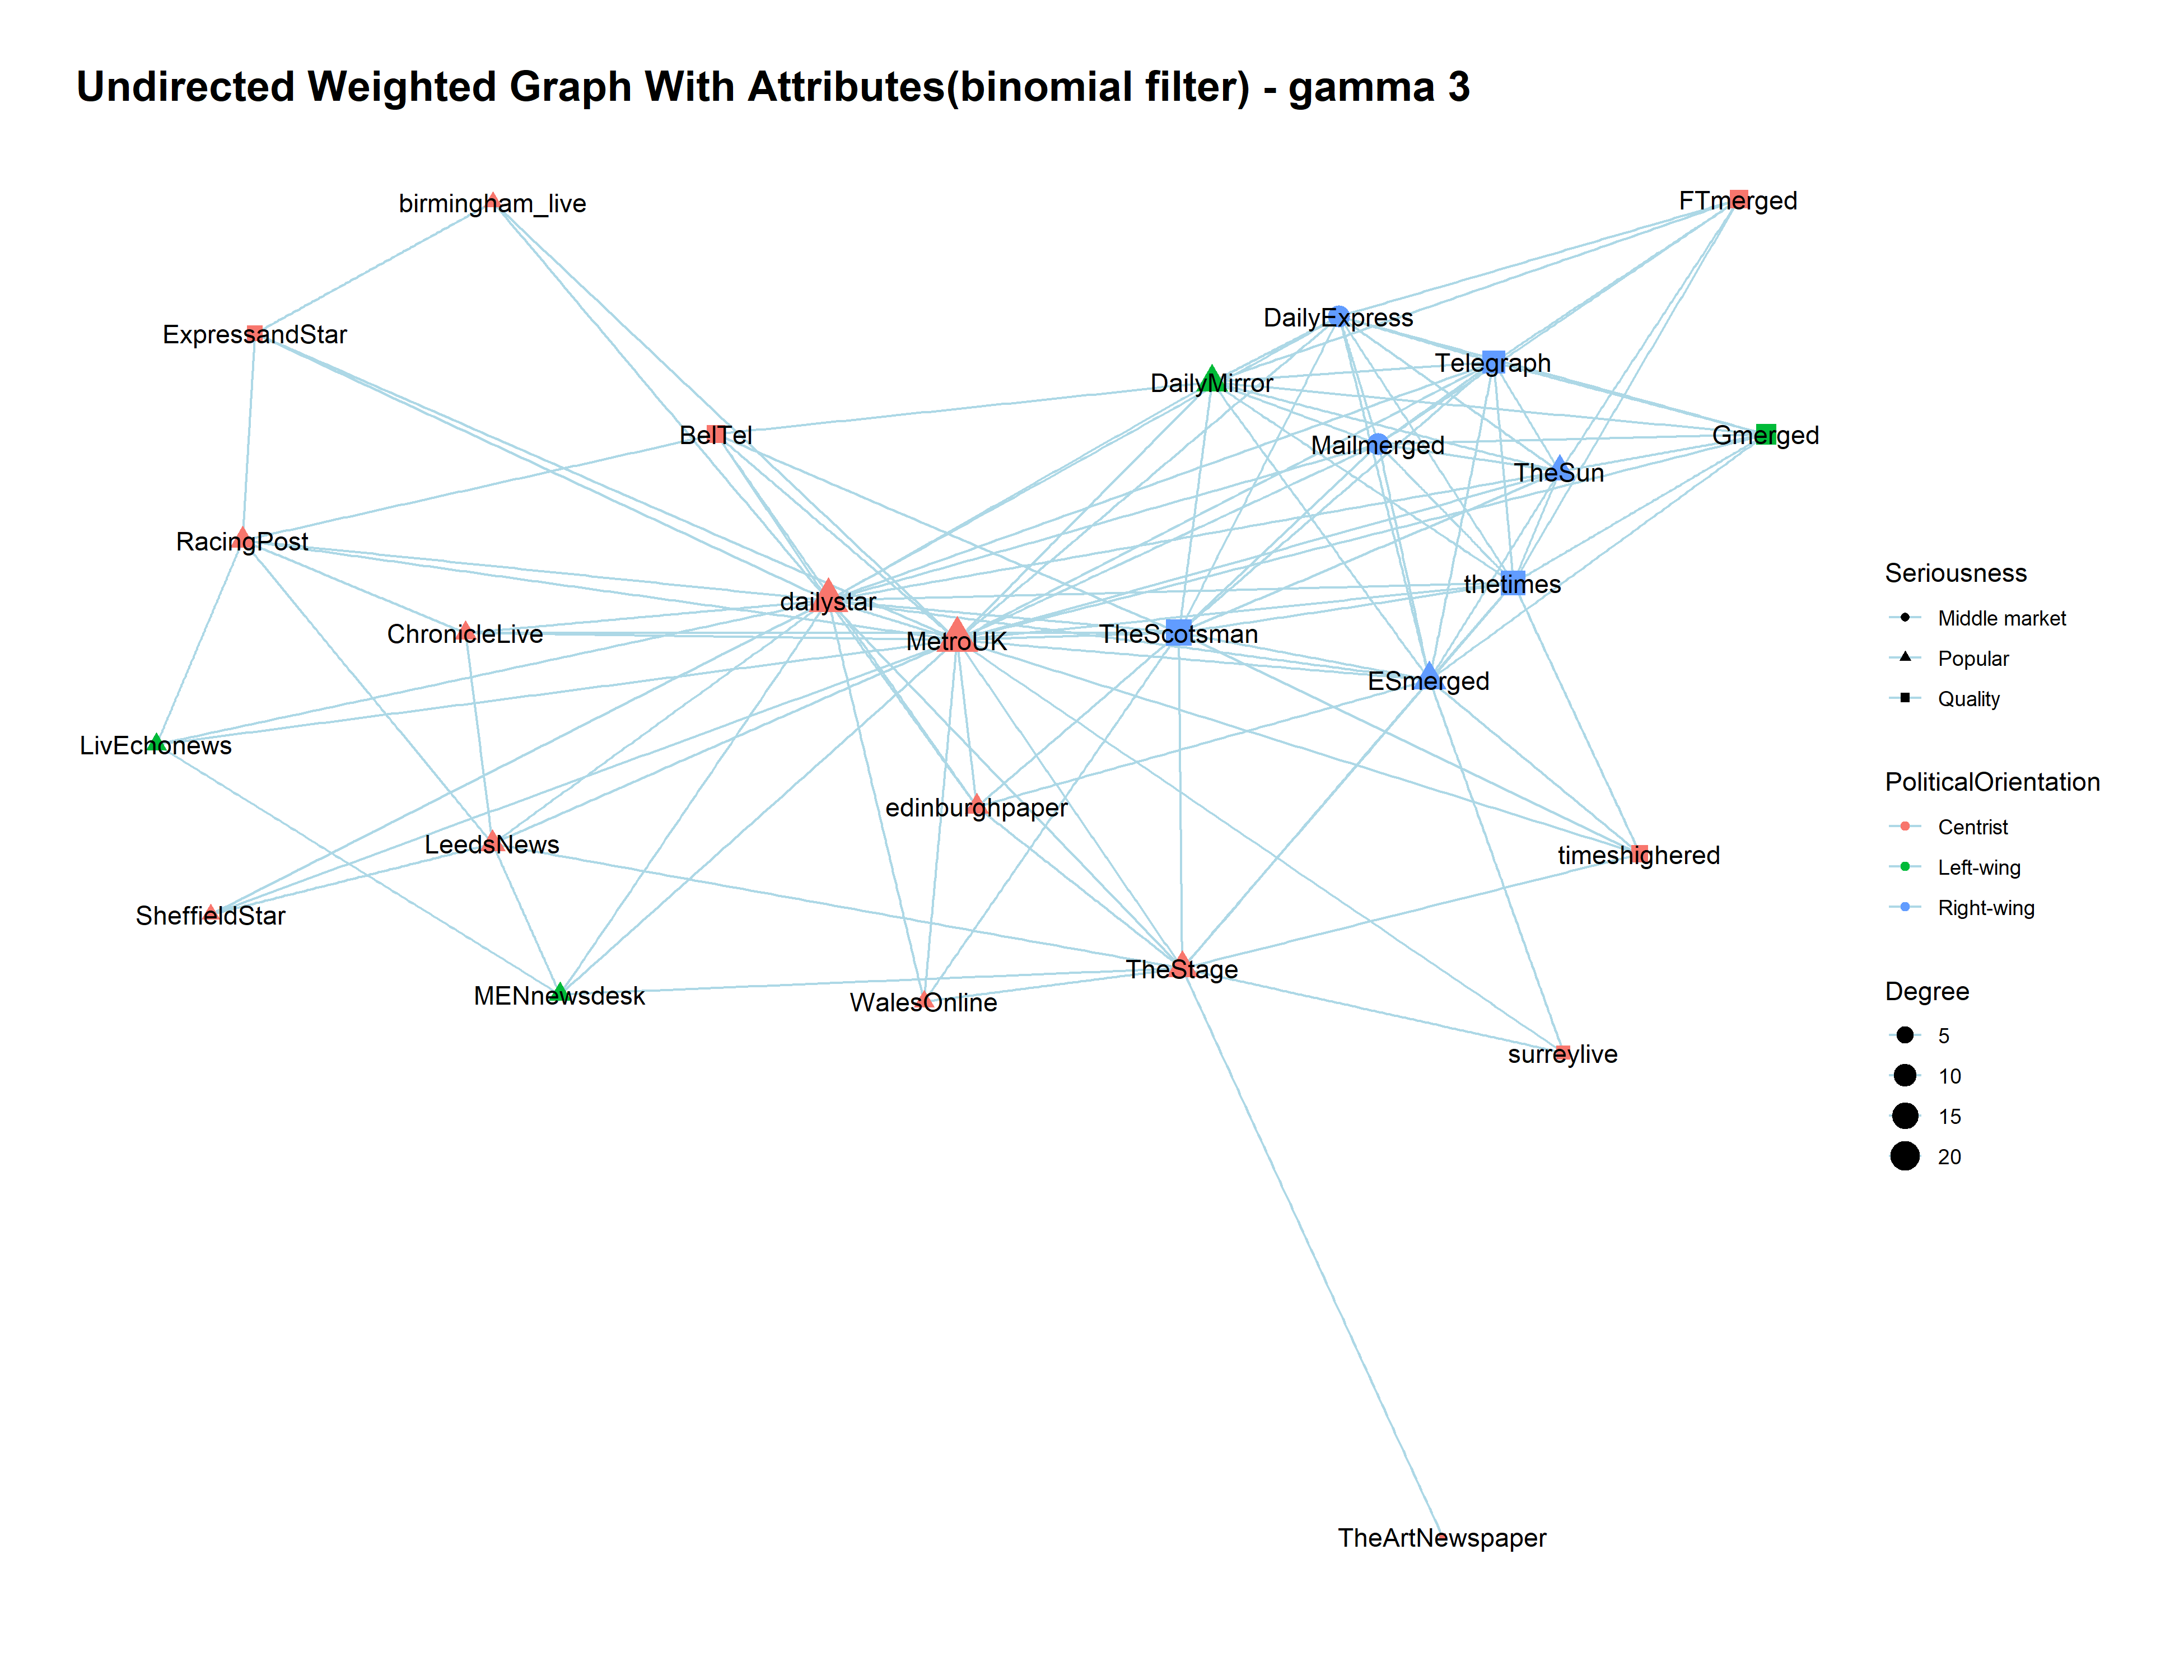 Undirected Weighted Graph With Attributes(binomial filter) - gamma 3
birmingham_live
FTmerged
ExpressandStar
DailyExpress
Telegraph
DailyMirror
BelTel
Mailmerged
Gmerged
TheSun
RacingPost
thetimes
dailystar
ChronicleLive
MetroUK
TheScotsman
ESmerged
LivEchonews
edinburghpaper
LeedsNews
timeshighered
SheffieldStar
TheStage
MENnewsdesk
WalesOnline
surreylive
TheArtNewspaper
Seriousness
Middle market
Popular
Quality
PoliticalOrientation
Centrist
Left-wing
Right-wing
Degree
5
10
15
20